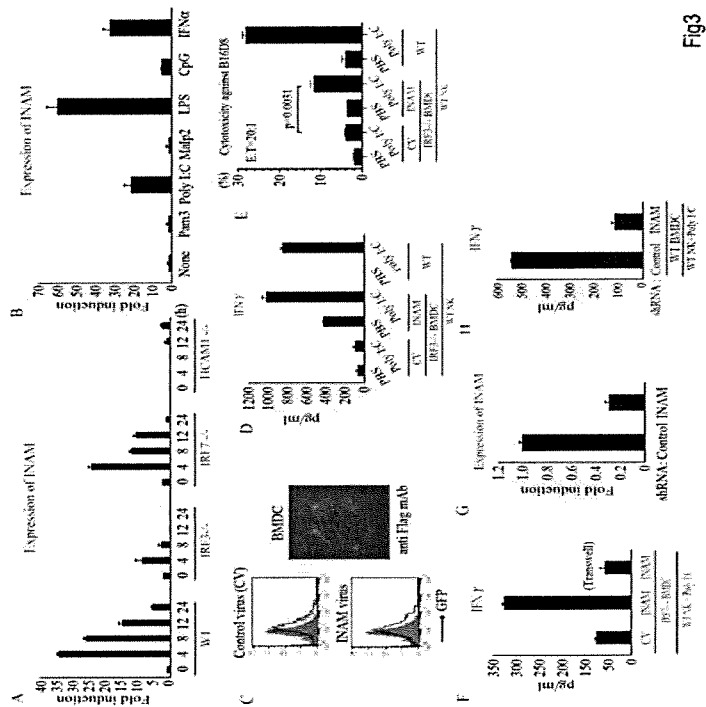 A
Expression of INAM
Fold induction
40
35
30
25
20
15
10
5
0
0 4 8 12 24
0 4 8 12 24
0 4 8 12 24
0 4 8 12 24 (h)
WT
IRF3-/-
IRF7-/-
B
Expression of INAM
Fold induction
70
60
50
40
30
20
10
0
None Pam3 Poly I:C Malp2 LPS CpG IFNα
C
Control virus (CV)
INAM virus
GFP
BMDC
anti Flag mAb
D
IFNγ
pg/ml
1200
1000
800
600
400
200
0
PBS Poly I:C PBS Poly I:C PBS Poly I:C
CV INAM WT
IRF3-/- BMDC
WT NK
E
Cytotoxicity against B16D8
(%)
E.T=20:1
p=0.0031
30
20
10
0
PBS Poly I:C PBS Poly I:C PBS Poly I:C
CV INAM WT
IRF3-/- BMDC
WT NK
F
IFNγ
pg/ml
350
300
250
200
150
100
50
0
(Transwell)
CV INAM INAM
BMDC
WT NK+Poly I:C
G
Expression of INAM
Fold induction
1.2
1.0
0.8
0.6
0.4
0.2
0
shRNA: Control INAM
H
IFNγ
pg/ml
600
500
400
300
200
100
0
shRNA: Control INAM
WT BMDC
WT NK+Poly I:C
Fig3